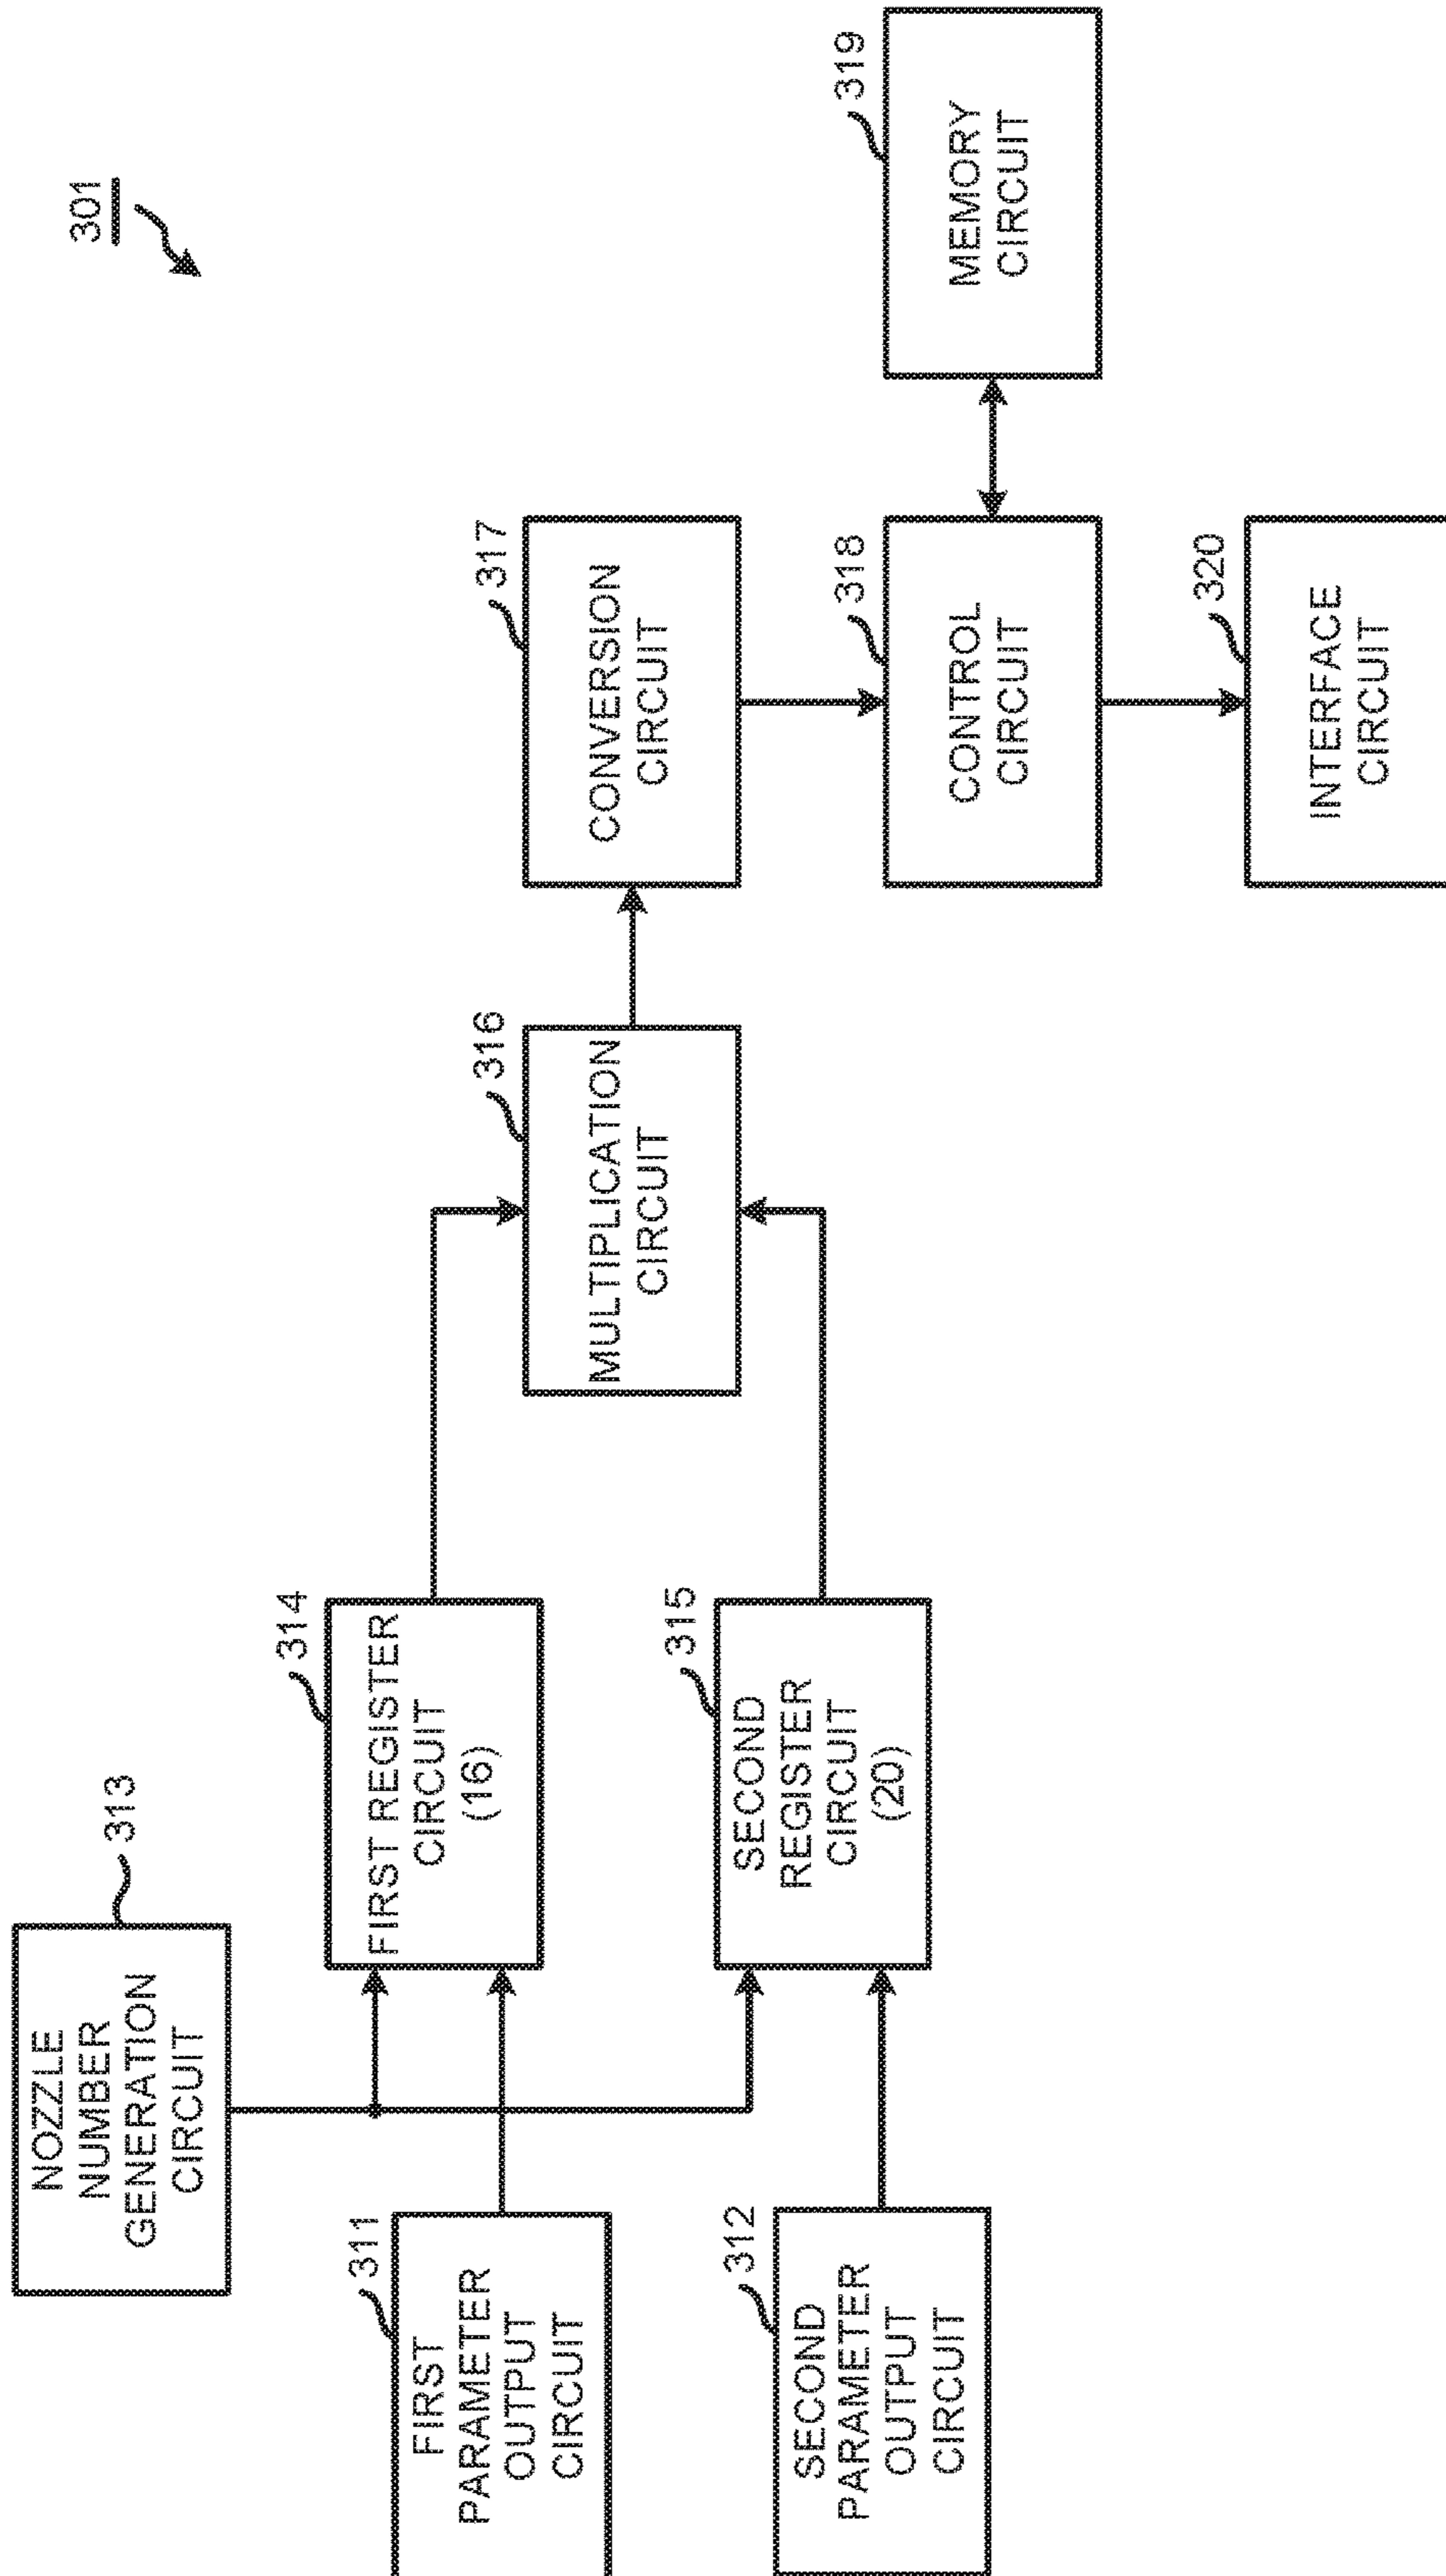 301
NOZZLE
NUMBER
GENERATION
CIRCUIT
313
FIRST
PARAMETER
OUTPUT
CIRCUIT
311
FIRST REGISTER
CIRCUIT
(16)
314
SECOND
PARAMETER
OUTPUT
CIRCUIT
312
SECOND
REGISTER
CIRCUIT
(20)
315
MULTIPLICATION
CIRCUIT
316
CONVERSION
CIRCUIT
317
CONTROL
CIRCUIT
318
MEMORY
CIRCUIT
319
INTERFACE
CIRCUIT
320